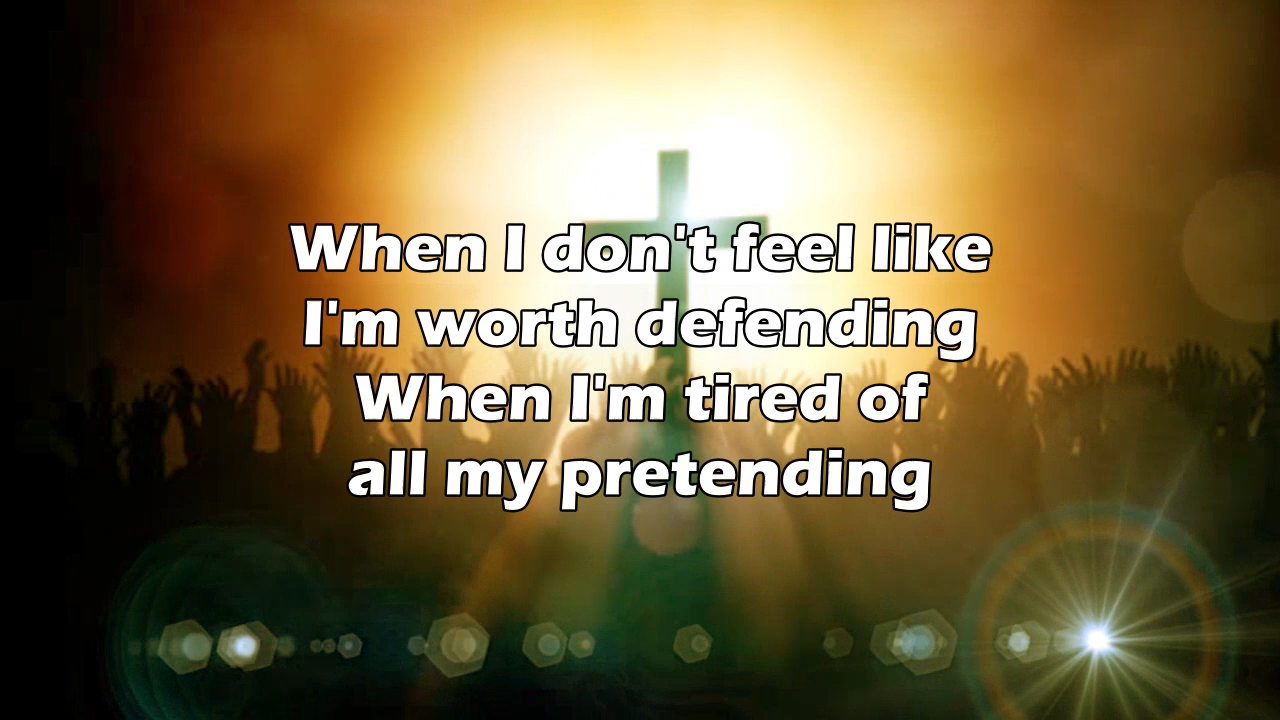 When I don't feel like
I'm worth defending
When I'm tired of
all my pretending